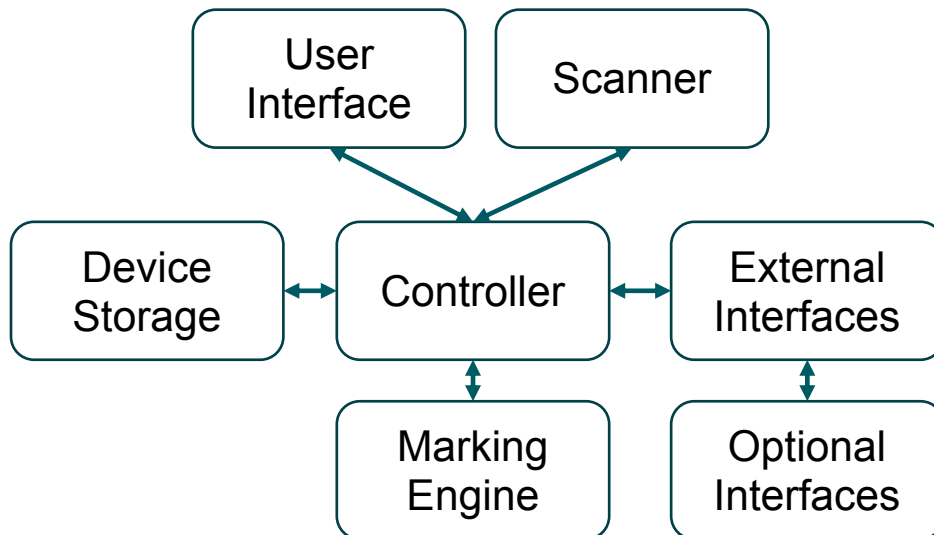 User
Interface
Scanner
Device
Storage
Controller
External
Interfaces
Marking
Engine
Optional
Interfaces